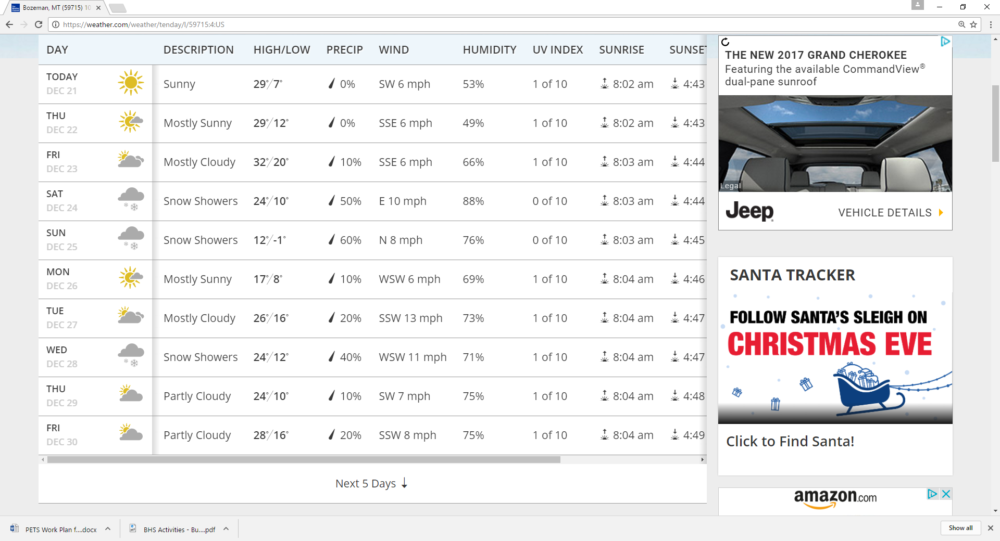 Bozeman, MT (59715) 10
https://weather.com/weather/tenday/l/59715:4:US
DAY DESCRIPTION HIGH/LOW PRECIP WIND HUMIDITY UV INDEX SUNRISE SUNSET
TODAY
DEC 21
Sunny 29°/7° 0% SW 6 mph 53% 1 of 10 8:02 am 4:43
THU
DEC 22
Mostly Sunny 29°/12° 0% SSE 6 mph 49% 1 of 10 8:02 am 4:43
FRI
DEC 23
Mostly Cloudy 32°/20° 10% SSE 6 mph 66% 1 of 10 8:03 am 4:44
SAT
DEC 24
Snow Showers 24°/10° 50% E 10 mph 88% 0 of 10 8:03 am 4:44
SUN
DEC 25
Snow Showers 12°/-1° 60% N 8 mph 76% 0 of 10 8:03 am 4:45
MON
DEC 26
Mostly Sunny 17°/8° 10% WSW 6 mph 69% 1 of 10 8:04 am 4:46
TUE
DEC 27
Mostly Cloudy 26°/16° 20% SSW 13 mph 73% 1 of 10 8:04 am 4:47
WED
DEC 28
Snow Showers 24°/12° 40% WSW 11 mph 71% 1 of 10 8:04 am 4:47
THU
DEC 29
Partly Cloudy 24°/10° 10% SW 7 mph 75% 1 of 10 8:04 am 4:48
FRI
DEC 30
Partly Cloudy 28°/16° 20% SSW 8 mph 75% 1 of 10 8:04 am 4:49
Next 5 Days ↓
THE NEW 2017 GRAND CHEROKEE
Featuring the available CommandView®
dual-pane sunroof
Legal
Jeep
VEHICLE DETAILS
SANTA TRACKER
FOLLOW SANTA'S SLEIGH ON
CHRISTMAS EVE
Click to Find Santa!
amazon.com
PETS Work Plan f....docx
BHS Activities - Bu....pdf
Show all